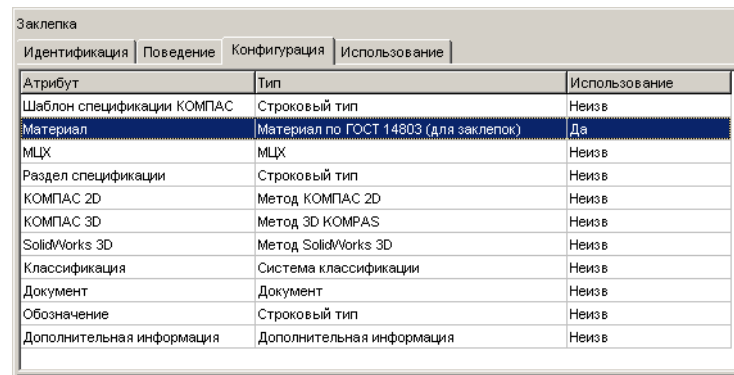 Заклепка
Идентификация Поведение Конфигурация Использование
Атрибут Тип Использование
Шаблон спецификации КОМПАС Строковый тип Неизв
Материал Материал по ГОСТ 14803 (для заклепок) Да
МЦХ МЦХ Неизв
Раздел спецификации Строковый тип Неизв
КОМПАС 2D Метод КОМПАС 2D Неизв
КОМПАС 3D Метод 3D KOMPAS Неизв
SolidWorks 3D Метод SolidWorks 3D Неизв
Классификация Система классификации Неизв
Документ Документ Неизв
Обозначение Строковый тип Неизв
Дополнительная информация Дополнительная информация Неизв